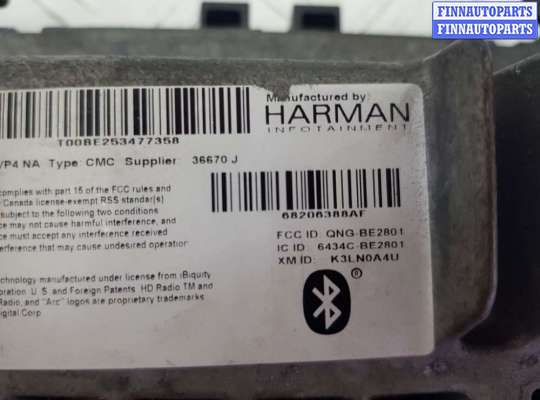 FINNAUTOPARTS
FINNAUTOPARTS
Manufactured by:
HARMAN
INFOTAINMENT
T00BE253477358
/P4 NA Type: CMC Supplier: 36670 J
complies with part 15 of the FCC rules and
Canada license-exempt RSS standar(s)
subject to the following two conditions
ce may not cause harmful interference, and
ce must accept any interference received
terference that may cause undesired operation
68206388AF
FCC ID: QNG-BE2801
IC ID: 6434C-BE2801
XM ID: K3LN0A4U
chnology manufactured under license from iBiquity
oration. U.S. and Foreign Patents. HD Radio TM and
Radio, and "Arc" logos are proprietary trademarks
igital Corp.
®